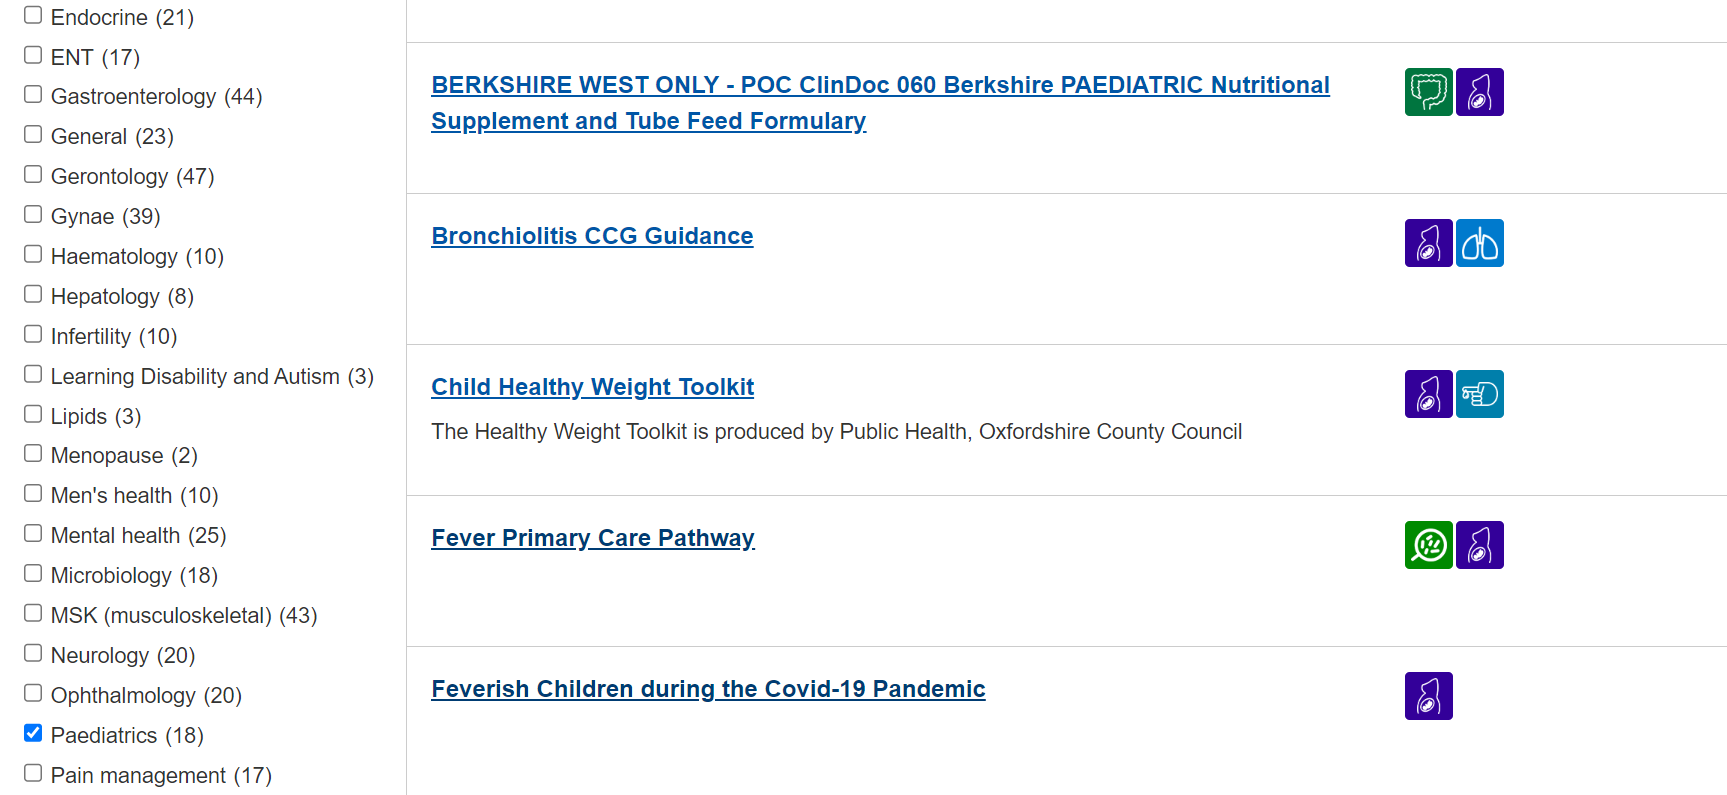 Endocrine (21)
ENT (17)
Gastroenterology (44)
General (23)
Gerontology (47)
Gynae (39)
Haematology (10)
Hepatology (8)
Infertility (10)
Learning Disability and Autism (3)
Lipids (3)
Menopause (2)
Men's health (10)
Mental health (25)
Microbiology (18)
MSK (musculoskeletal) (43)
Neurology (20)
Ophthalmology (20)
Paediatrics (18)
Pain management (17)
BERKSHIRE WEST ONLY - POC ClinDoc 060 Berkshire PAEDIATRIC Nutritional
Supplement and Tube Feed Formulary
Bronchiolitis CCG Guidance
Child Healthy Weight Toolkit
The Healthy Weight Toolkit is produced by Public Health, Oxfordshire County Council
Fever Primary Care Pathway
Feverish Children during the Covid-19 Pandemic